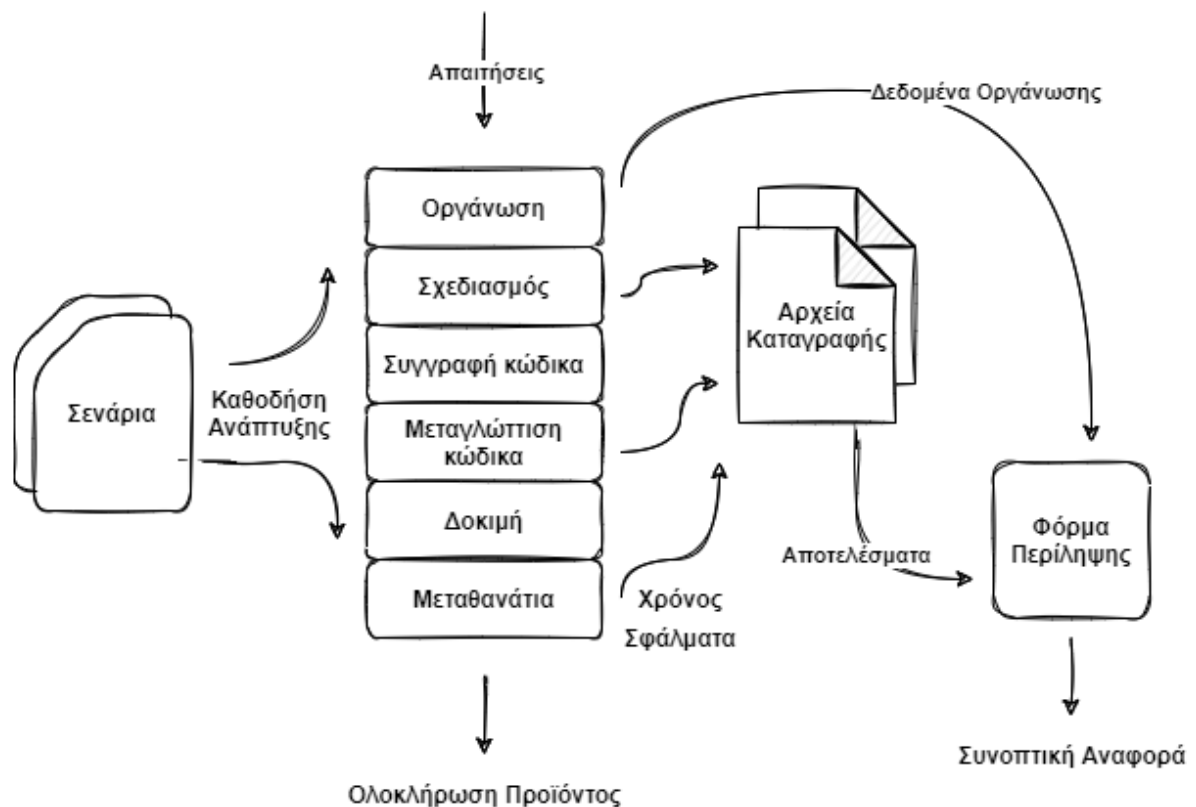 Απαιτήσεις
Δεδομένα Οργάνωσης
Οργάνωση
Σχεδιασμός
Συγγραφή κώδικα
Μεταγλώττιση
κώδικα
Δοκιμή
Μεταθανάτια
Σενάρια
Καθοδήση
Ανάπτυξης
Αρχεία
Καταγραφής
Χρόνος
Σφάλματα
Αποτελέσματα
Φόρμα
Περίληψης
Συνοπτική Αναφορά
Ολοκλήρωση Προϊόντος